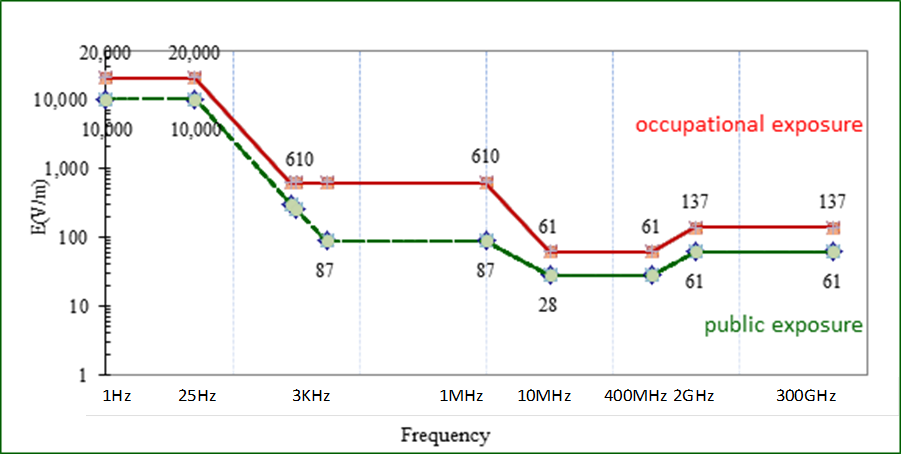 20,000 20,000
10,000
10,000 10,000
occupational exposure
610 610
1,000
137 137
61 61
100
87 87
61 61
28
10
public exposure
1
E(V/m)
1Hz 25Hz 3KHz 1MHz 10MHz 400MHz 2GHz 300GHz
Frequency